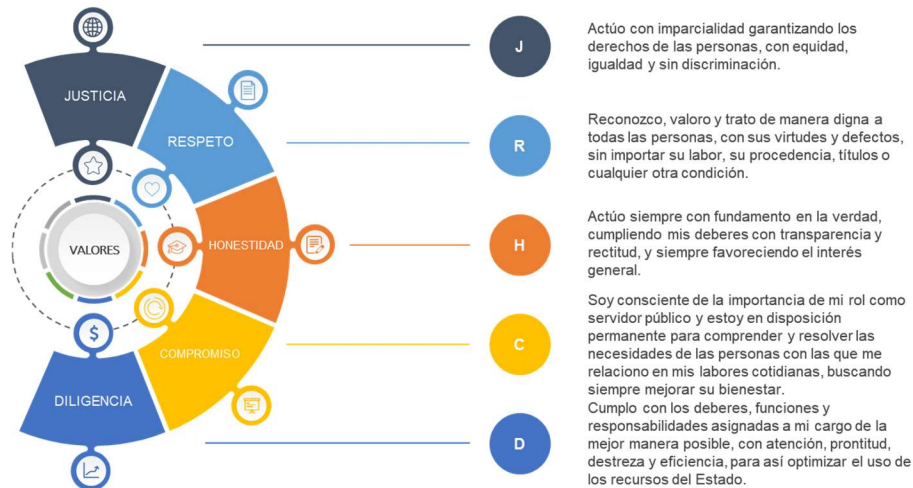 JUSTICIA
RESPETO
HONESTIDAD
COMPROMISO
DILIGENCIA
VALORES
$
J
Actúo con imparcialidad garantizando los
derechos de las personas, con equidad,
igualdad y sin discriminación.
R
Reconozco, valoro y trato de manera digna a
todas las personas, con sus virtudes y defectos,
sin importar su labor, su procedencia, títulos o
cualquier otra condición.
H
Actúo siempre con fundamento en la verdad,
cumpliendo mis deberes con transparencia y
rectitud, y siempre favoreciendo el interés
general.
C
Soy consciente de la importancia de mi rol como
servidor público y estoy en disposición
permanente para comprender y resolver las
necesidades de las personas con las que me
relaciono en mis labores cotidianas, buscando
siempre mejorar su bienestar.
D
Cumplo con los deberes, funciones y
responsabilidades asignadas a mi cargo de la
mejor manera posible, con atención, prontitud,
destreza y eficiencia, para así optimizar el uso de
los recursos del Estado.